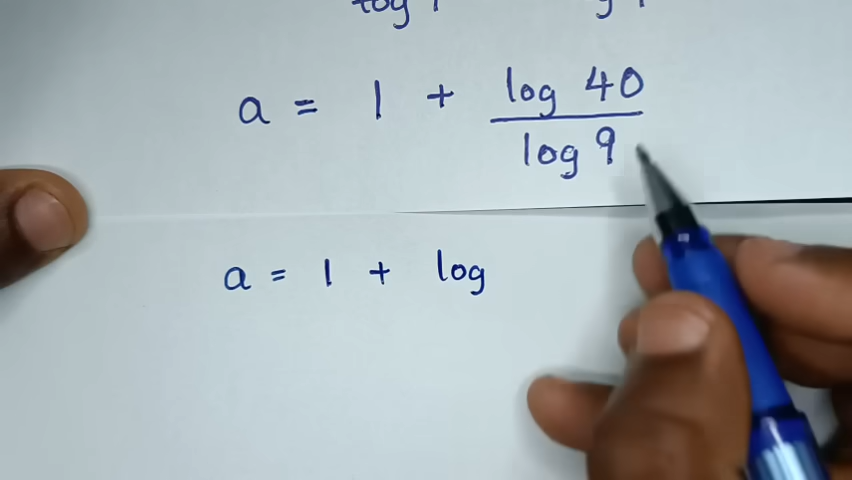 a = 1 + log 40 / log 9
a = 1 + log